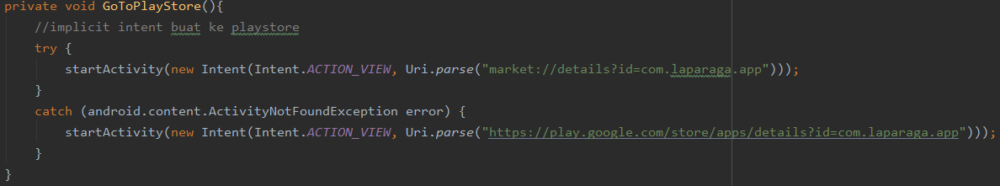 private void GoToPlayStore(){
//implicit intent buat ke playstore
try {
startActivity(new Intent(Intent.ACTION_VIEW, Uri.parse("market://details?id=com.laparaga.app")));
}
catch (android.content.ActivityNotFoundException error) {
startActivity(new Intent(Intent.ACTION_VIEW, Uri.parse("https://play.google.com/store/apps/details?id=com.laparaga.app")));
}
}